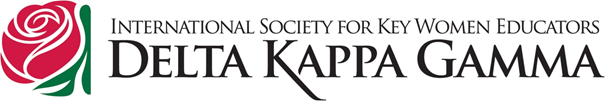 International Society for Key Women Educators
Delta Kappa Gamma